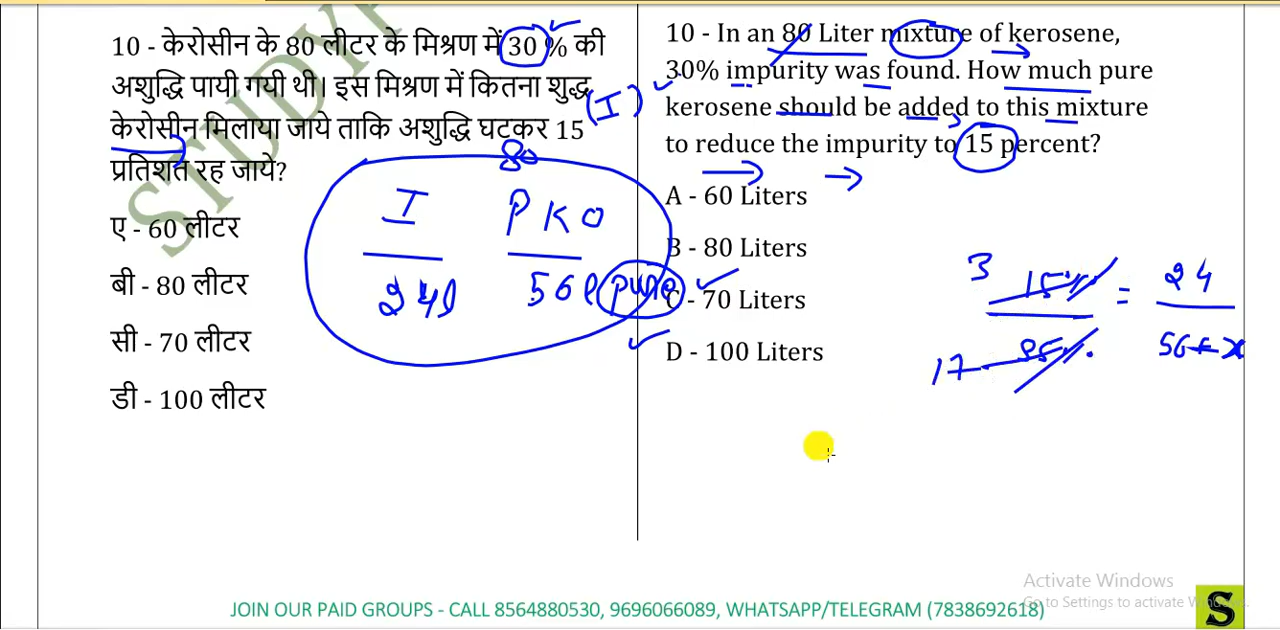 10 - केरोसीन के 80 लीटर के मिश्रण में 30 % की
अशुद्धि पायी गयी थी। इस मिश्रण में कितना शुद्ध
केरोसीन मिलाया जाये ताकि अशुद्धि घटकर 15
प्रतिशत रह जाये?
ए - 60 लीटर
बी - 80 लीटर
सी - 70 लीटर
डी - 100 लीटर
(I)
80
I PKO
24l 56l pure
10 - In an 80 Liter mixture of kerosene,
30% impurity was found. How much pure
kerosene should be added to this mixture
to reduce the impurity to 15 percent?
A - 60 Liters
B - 80 Liters
C - 70 Liters
D - 100 Liters
3 15% = 24
17 85% 56+x
Activate Windows
Go to Settings to activate Windows.
JOIN OUR PAID GROUPS - CALL 8564880530, 9696066089, WHATSAPP/TELEGRAM (7838692618)
S